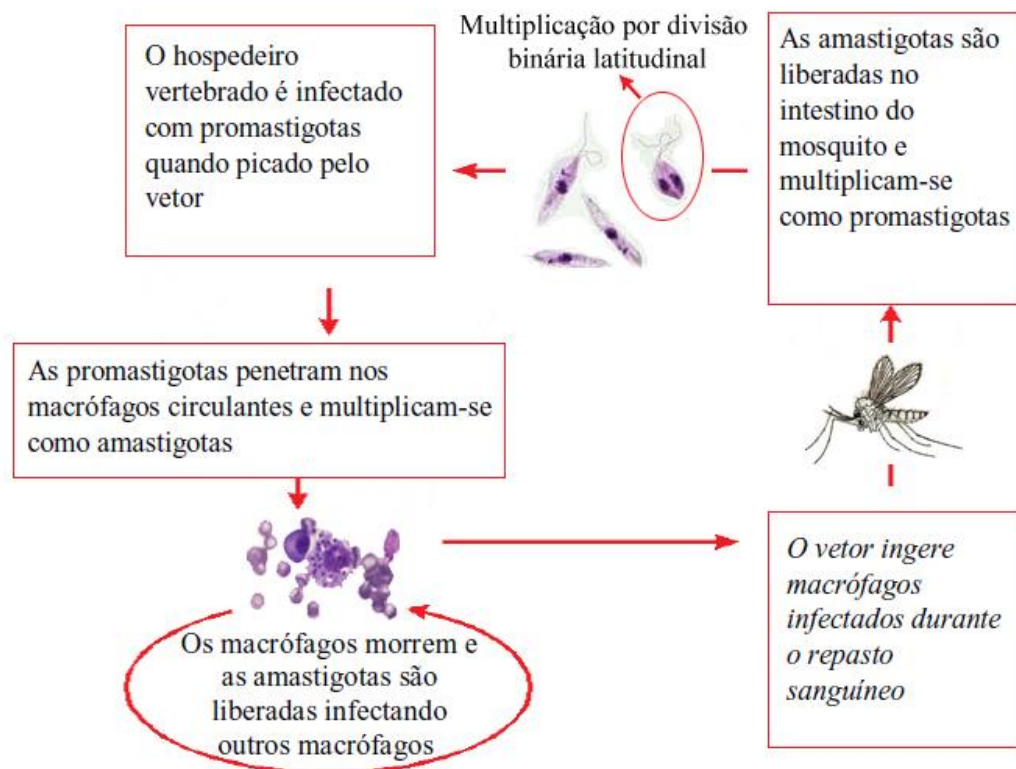 O hospedeiro
vertebrado é infectado
com promastigotas
quando picado pelo
vetor
Multiplicação por divisão
binária latitudinal
As amastigotas são
liberadas no
intestino do
mosquito e
multiplicam-se
como promastigotas
As promastigotas penetram nos
macrófagos circulantes e multiplicam-se
como amastigotas
Os macrófagos morrem e
as amastigotas são
liberadas infectando
outros macrófagos
O vetor ingere
macrófagos
infectados durante
o repasto
sanguíneo